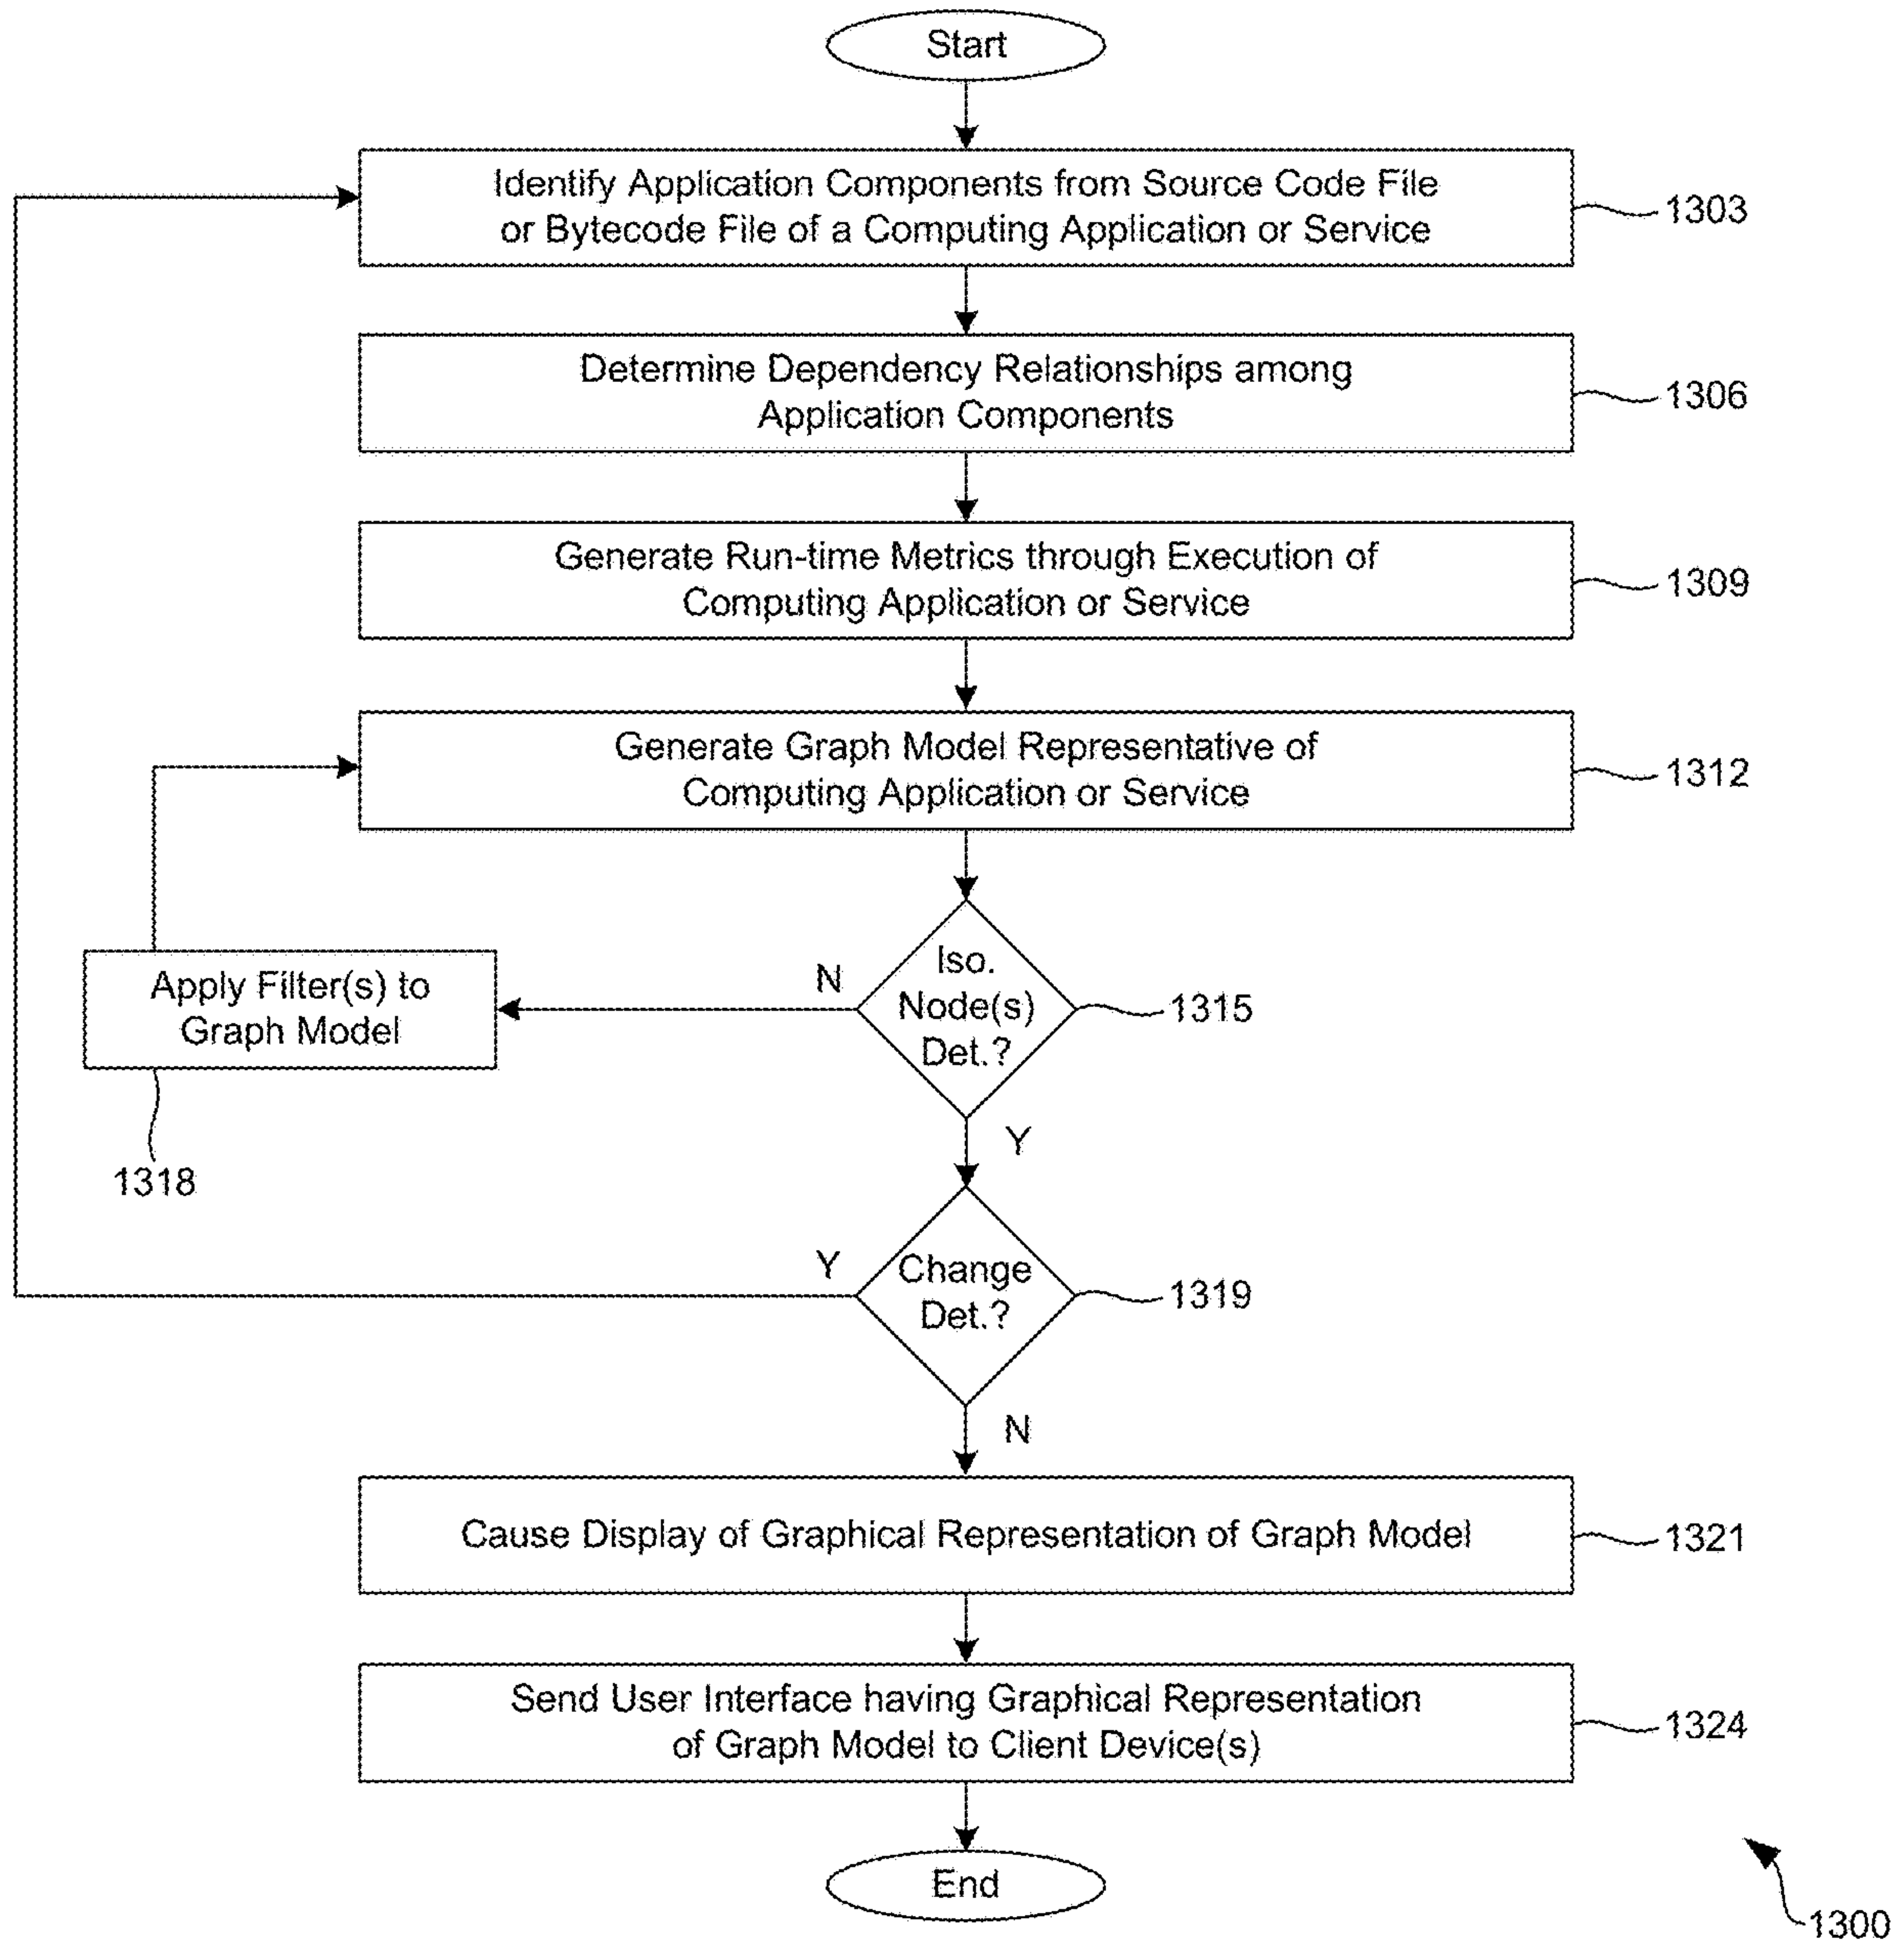 Start
Identify Application Components from Source Code File
or Bytecode File of a Computing Application or Service
1303
Determine Dependency Relationships among
Application Components
1306
Generate Run-time Metrics through Execution of
Computing Application or Service
1309
Generate Graph Model Representative of
Computing Application or Service
1312
Iso.
Node(s)
Det.?
1315
N
Apply Filter(s) to
Graph Model
1318
Y
Change
Det.?
1319
Y
N
Cause Display of Graphical Representation of Graph Model
1321
Send User Interface having Graphical Representation
of Graph Model to Client Device(s)
1324
End
1300